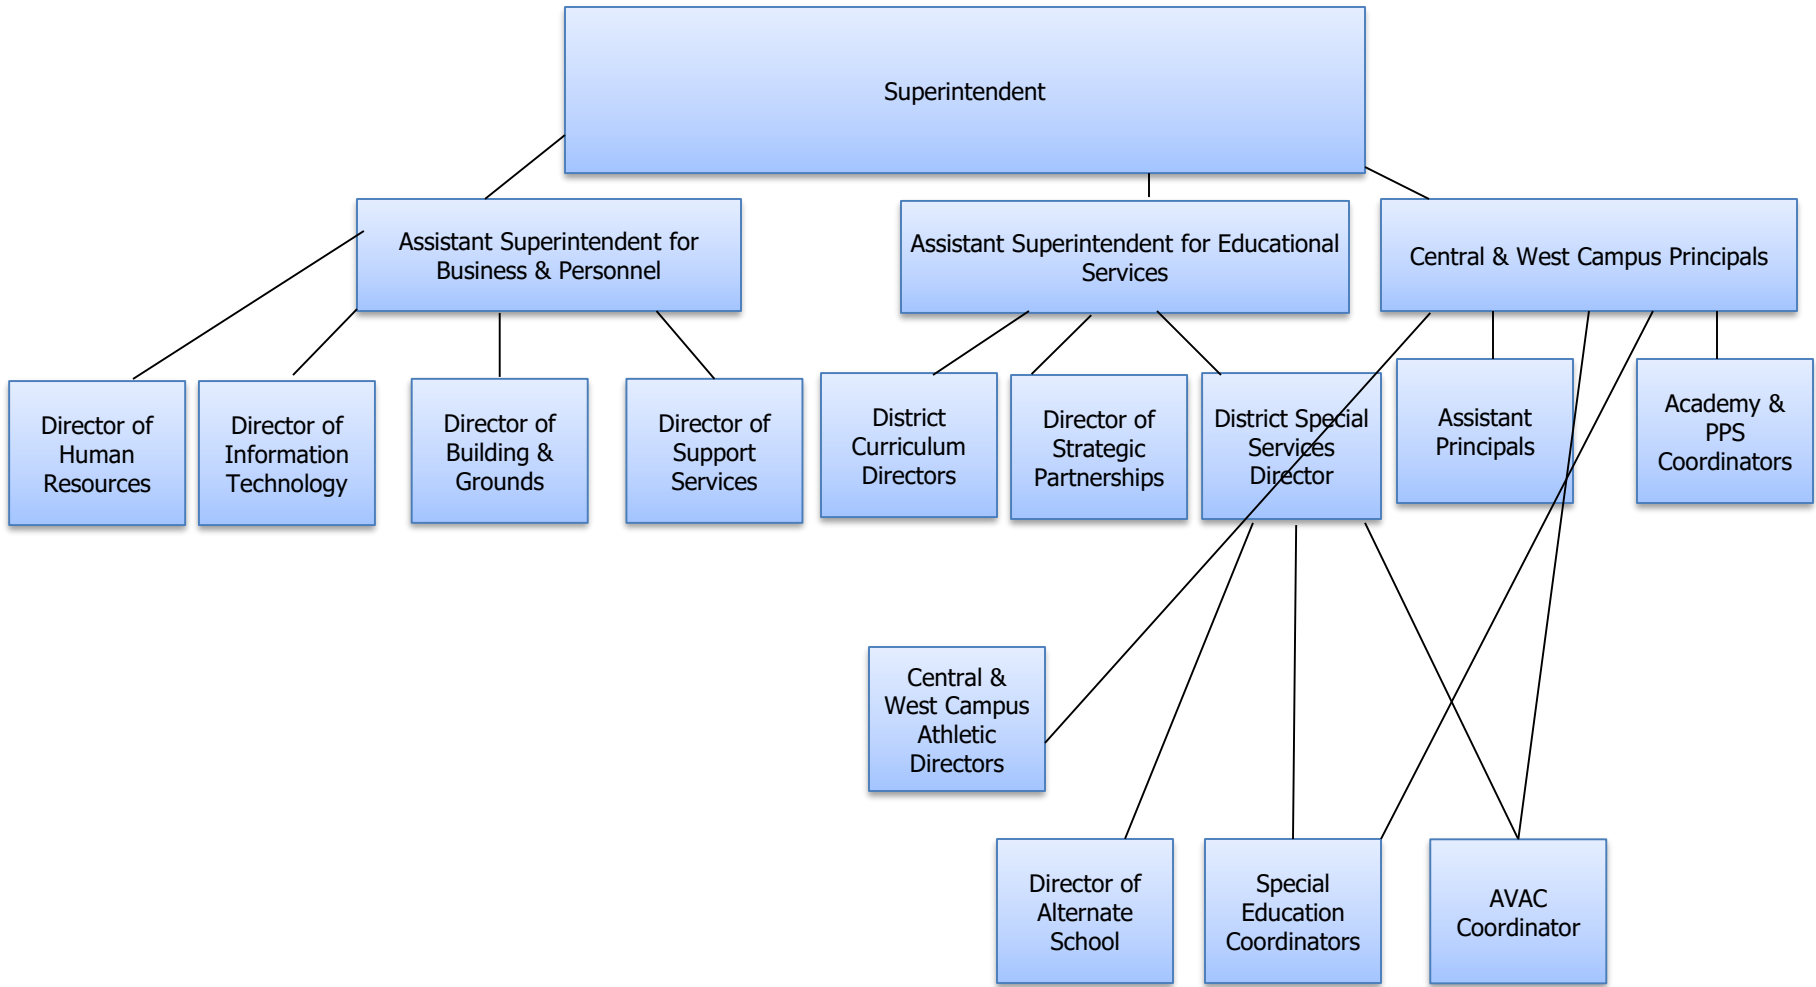 Superintendent
Assistant Superintendent for
Business & Personnel
Assistant Superintendent for Educational
Services
Central & West Campus Principals
Director of
Human
Resources
Director of
Information
Technology
Director of
Building &
Grounds
Director of
Support
Services
District
Curriculum
Directors
Director of
Strategic
Partnerships
District Special
Services
Director
Assistant
Principals
Academy &
PPS
Coordinators
Central &
West Campus
Athletic
Directors
Director of
Alternate
School
Special
Education
Coordinators
AVAC
Coordinator